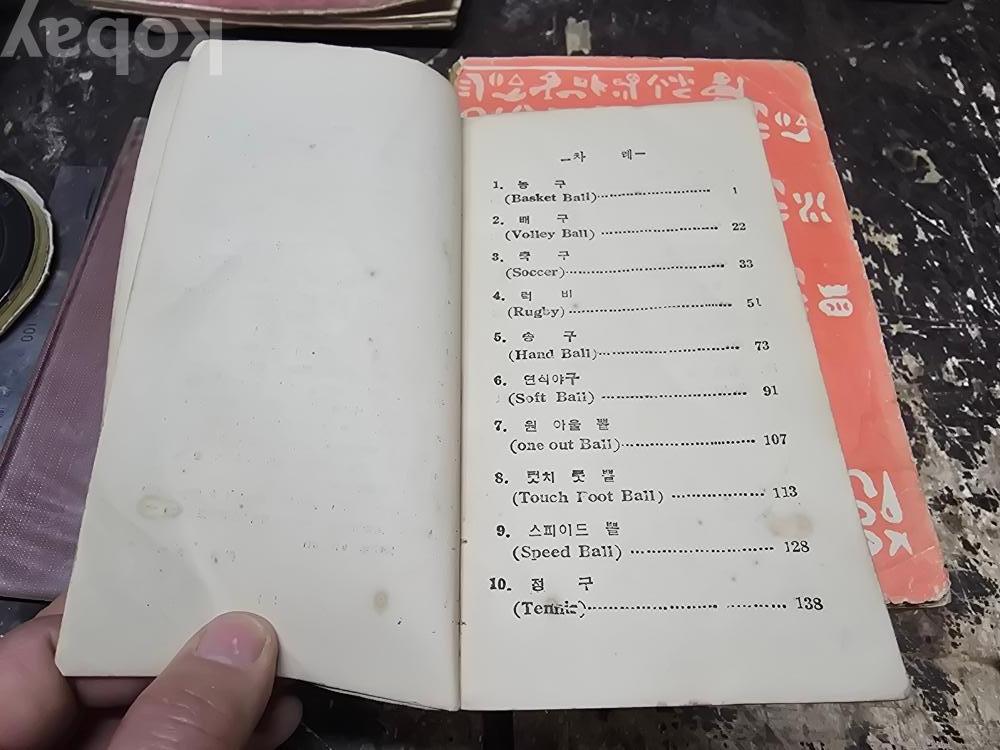 Kobay
—차 례—
1. 농 구
(Basket Ball) 1
2. 배 구
(Volley Ball) 22
3. 축 구
(Soccer) 33
4. 럭 비
(Rugby) 51
5. 송 구
(Hand Ball) 73
6. 연식야구
(Soft Ball) 91
7. 원 아울 뽈
(one out Ball) 107
8. 텃치 풋 뽈
(Touch Foot Ball) 113
9. 스피이드 뽈
(Speed Ball) 128
10. 정 구
(Tennis) 138
100